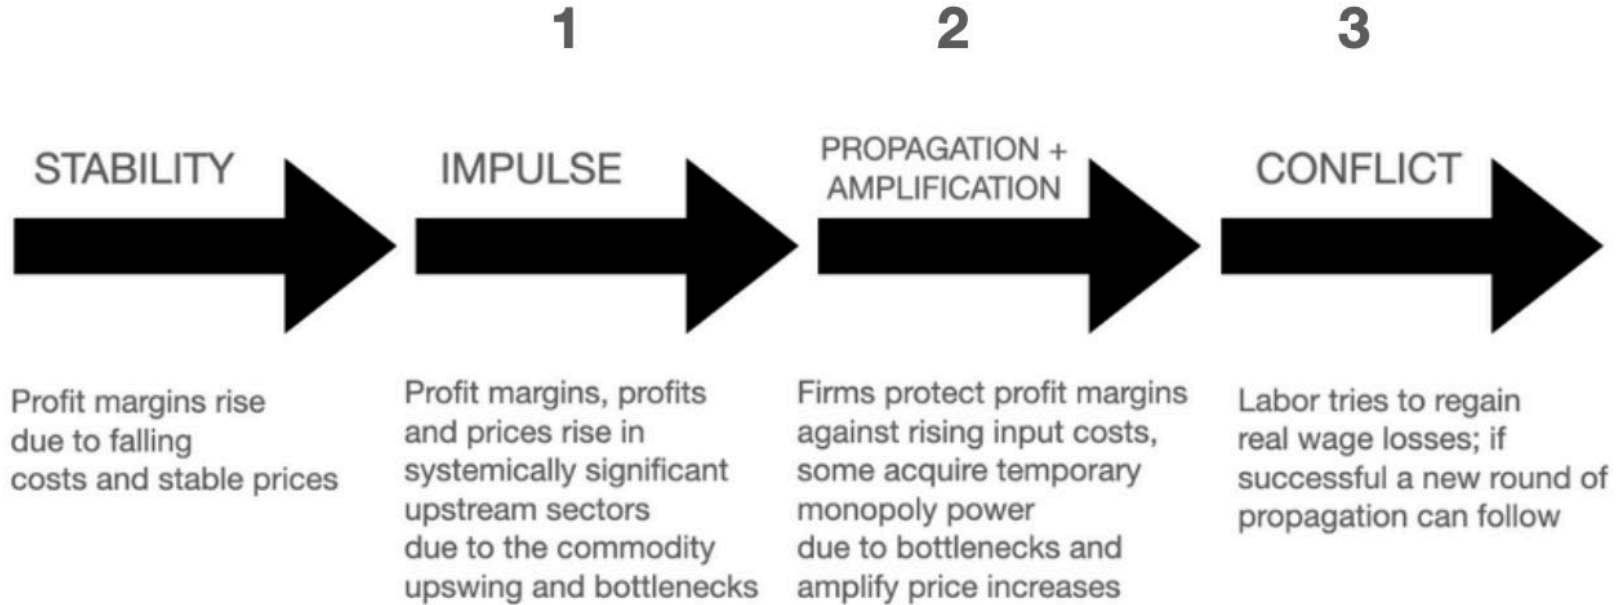 1
2
3
STABILITY
IMPULSE
PROPAGATION +
AMPLIFICATION
CONFLICT
Profit margins rise
due to falling
costs and stable prices
Profit margins, profits
and prices rise in
systemically significant
upstream sectors
due to the commodity
upswing and bottlenecks
Firms protect profit margins
against rising input costs,
some acquire temporary
monopoly power
due to bottlenecks and
amplify price increases
Labor tries to regain
real wage losses; if
successful a new round of
propagation can follow